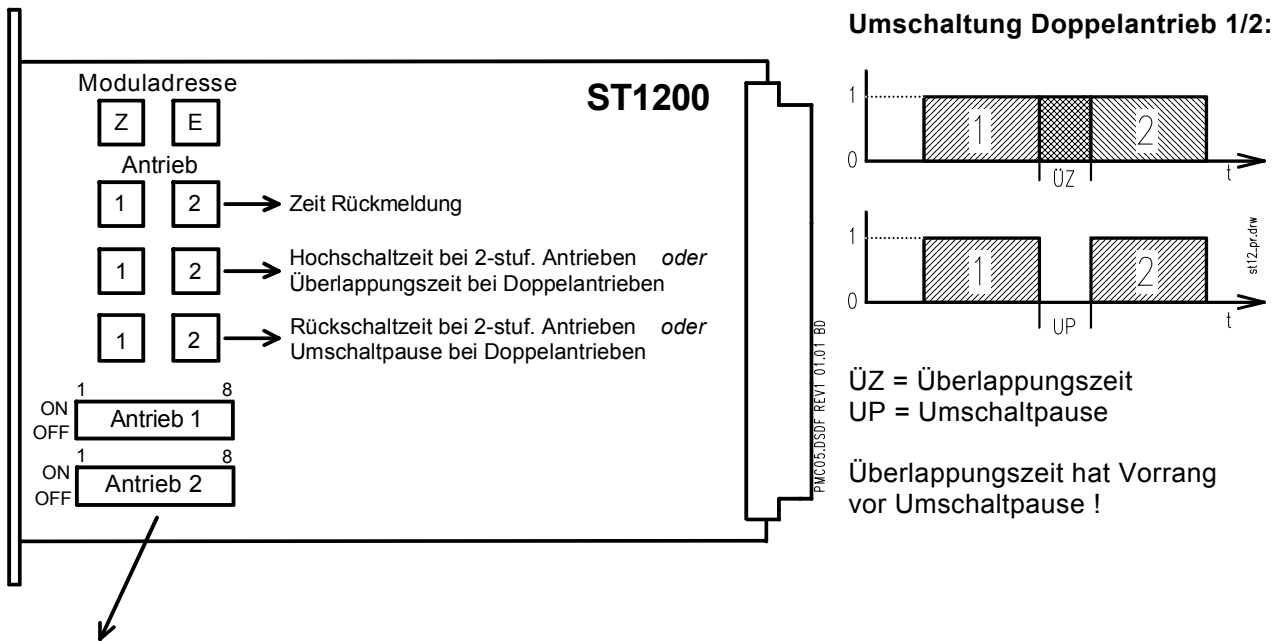 Moduladresse
Z E
Antrieb
1 2 Zeit Rückmeldung
1 2 Hochschaltzeit bei 2-stuf. Antrieben oder
Überlappungszeit bei Doppelantrieben
1 2 Rückschaltzeit bei 2-stuf. Antrieben oder
Umschaltpause bei Doppelantrieben
1 8
ON
OFF
Antrieb 1
1 8
ON
OFF
Antrieb 2
ST1200
PMC05.DSDF REV1 01.01 BD
Umschaltung Doppelantrieb 1/2:
1
0
1 2
ÜZ
t
1
0
1 2
UP
t
st12_pr.drw
ÜZ = Überlappungszeit
UP = Umschaltpause
Überlappungszeit hat Vorrang
vor Umschaltpause !